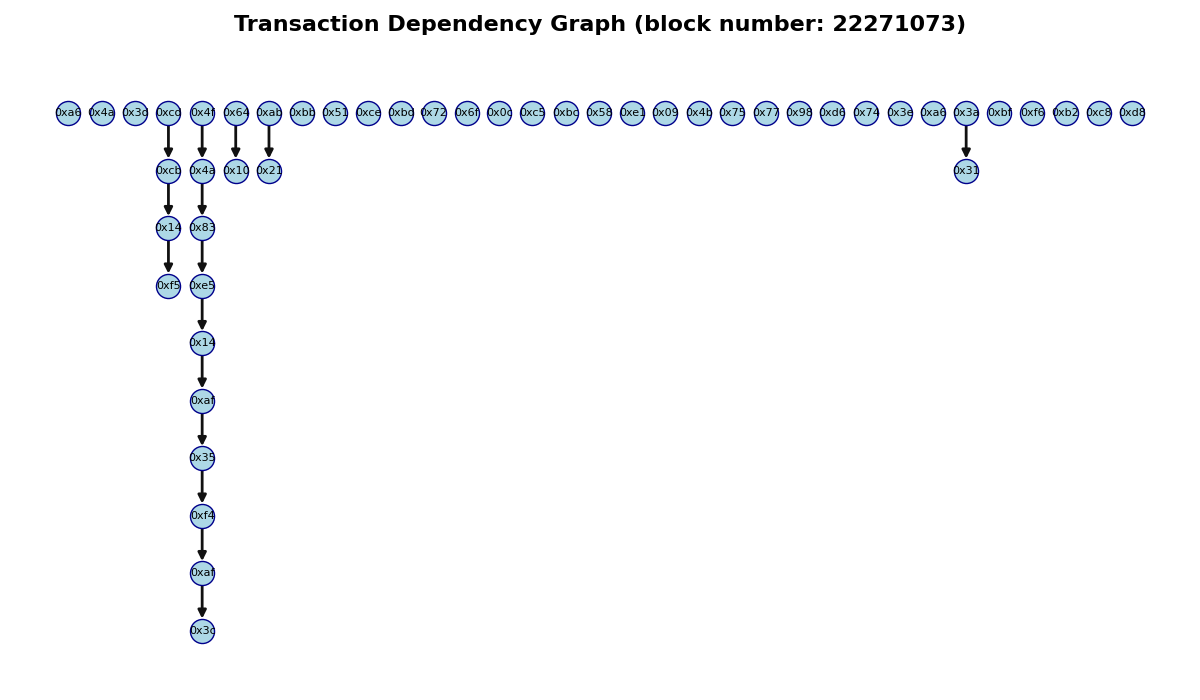 Transaction Dependency Graph (block number: 22271073)
0xa6 0x4a 0x3d 0xcd 0x4f 0x64 0xab 0xbb 0x51 0xce 0xbd 0x72 0x6f 0x0c 0xc5 0xbc 0x58 0xe1 0x09 0x4b 0x75 0x77 0x98 0xd6 0x74 0x3e 0xa6 0x3a 0xbf 0xf6 0xb2 0xc8 0xd8
0xcb 0x4a 0x10 0x21 0x31
0x14 0x83
0xf5 0xe5
0x14
0xaf
0x35
0xf4
0xaf
0x3c